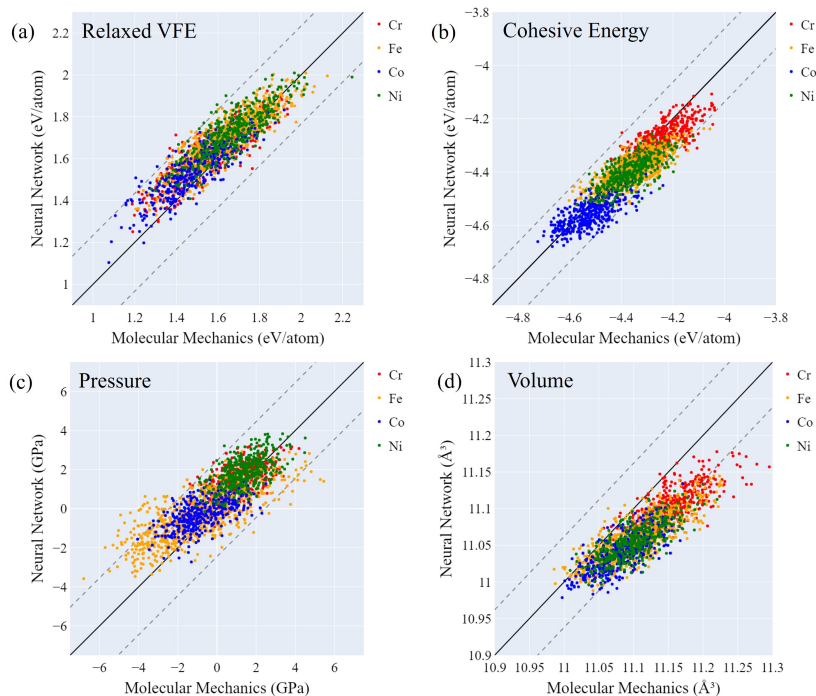 (a)
Relaxed VFE
2.2
2
1.8
1.6
1.4
1.2
1
Neural Network (eV/atom)
1
1.2
1.4
1.6
1.8
2
2.2
Molecular Mechanics (eV/atom)
Cr
Fe
Co
Ni
(b)
Cohesive Energy
−3.8
−4
−4.2
−4.4
−4.6
−4.8
Neural Network (eV/atom)
−4.8
−4.6
−4.4
−4.2
−4
−3.8
Molecular Mechanics (eV/atom)
Cr
Fe
Co
Ni
(c)
Pressure
6
4
2
0
−2
−4
−6
Neural Network (GPa)
−6
−4
−2
0
2
4
6
Molecular Mechanics (GPa)
Cr
Fe
Co
Ni
(d)
Volume
11.3
11.25
11.2
11.15
11.1
11.05
11
10.95
10.9
Neural Network (Å³)
10.9
10.95
11
11.05
11.1
11.15
11.2
11.25
11.3
Molecular Mechanics (Å³)
Cr
Fe
Co
Ni